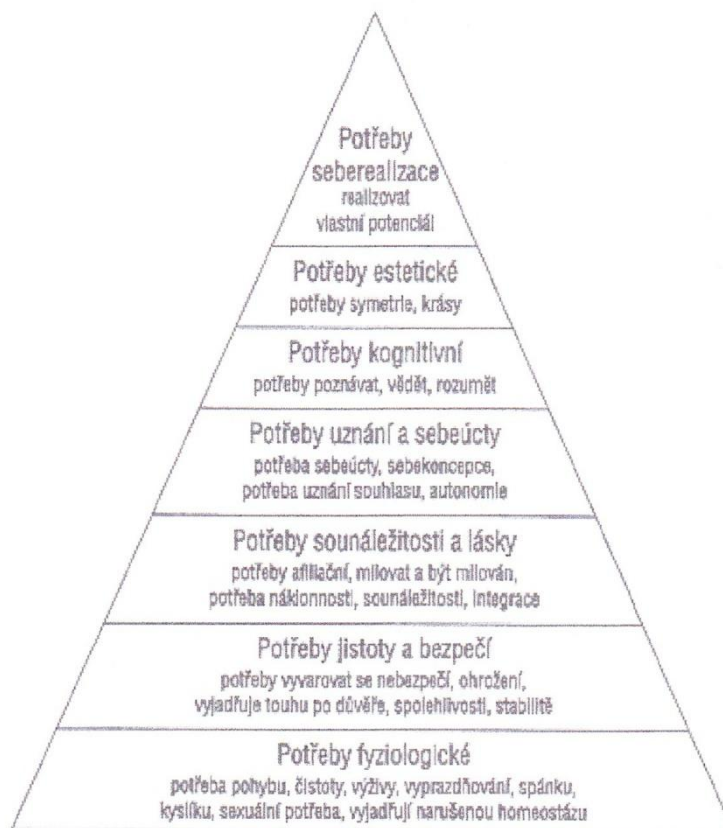 Potřeby
seberealizace
realizovat
vlastní potenciál
Potřeby estetické
potřeby symetrie, krásy
Potřeby kognitivní
potřeby poznávat, vědět, rozumět
Potřeby uznání a sebeúcty
potřeba sebeúcty, sebekoncepce,
potřeba uznání souhlasu, autonomie
Potřeby sounáležitosti a lásky
potřeby afiliační, milovat a být milován,
potřeba náklonnosti, sounáležitosti, integrace
Potřeby jistoty a bezpečí
potřeby vyvarovat se nebezpečí, ohrožení,
vyjadřuje touhu po důvěře, spolehlivosti, stabilitě
Potřeby fyziologické
potřeba pohybu, čistoty, výživy, vyprazdňování, spánku,
kyslíku, sexuální potřeba, vyjadřují narušenou homeostázu